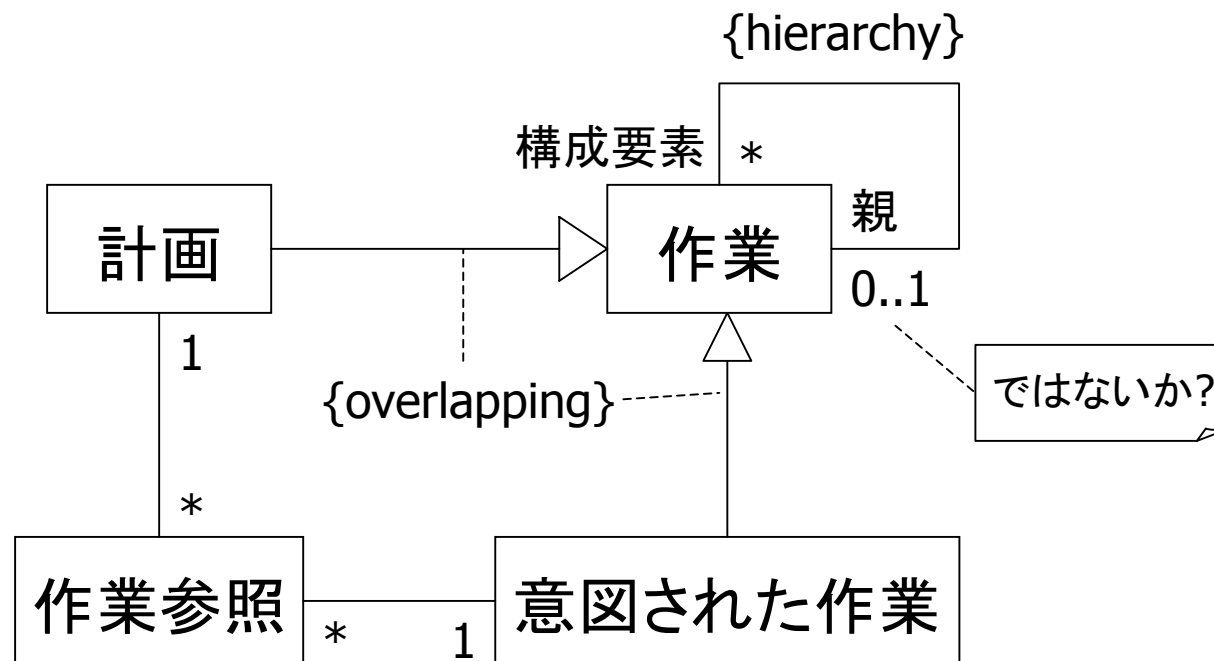 {hierarchy}
構成要素
*
計画
作業
親
0..1
1
{overlapping}
ではないか?
*
作業参照
意図された作業
*
1